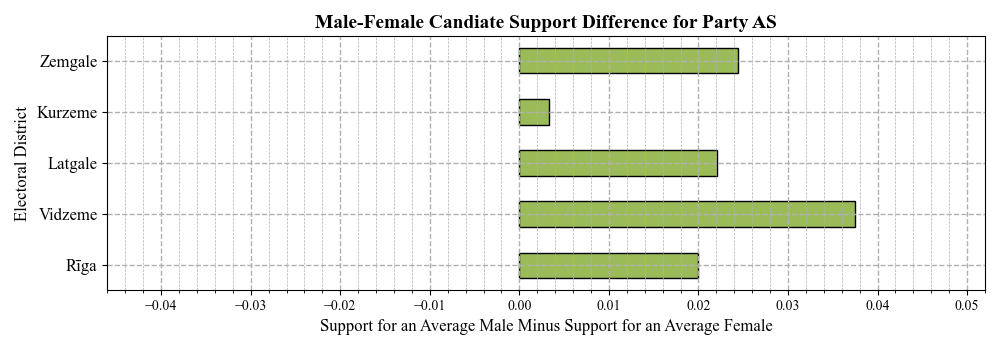 Male-Female Candiate Support Difference for Party AS
Electoral District
Zemgale
Kurzeme
Latgale
Vidzeme
Rīga
−0.04 −0.03 −0.02 −0.01 0.00 0.01 0.02 0.03 0.04 0.05
Support for an Average Male Minus Support for an Average Female